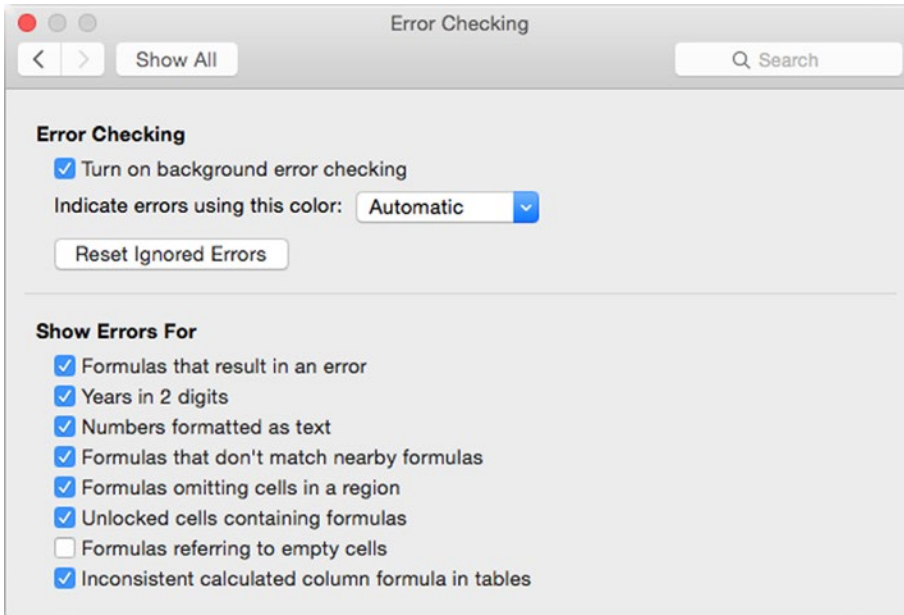 Error Checking
Show All
Search
Error Checking
Turn on background error checking
Indicate errors using this color: Automatic
Reset Ignored Errors
Show Errors For
Formulas that result in an error
Years in 2 digits
Numbers formatted as text
Formulas that don't match nearby formulas
Formulas omitting cells in a region
Unlocked cells containing formulas
Formulas referring to empty cells
Inconsistent calculated column formula in tables